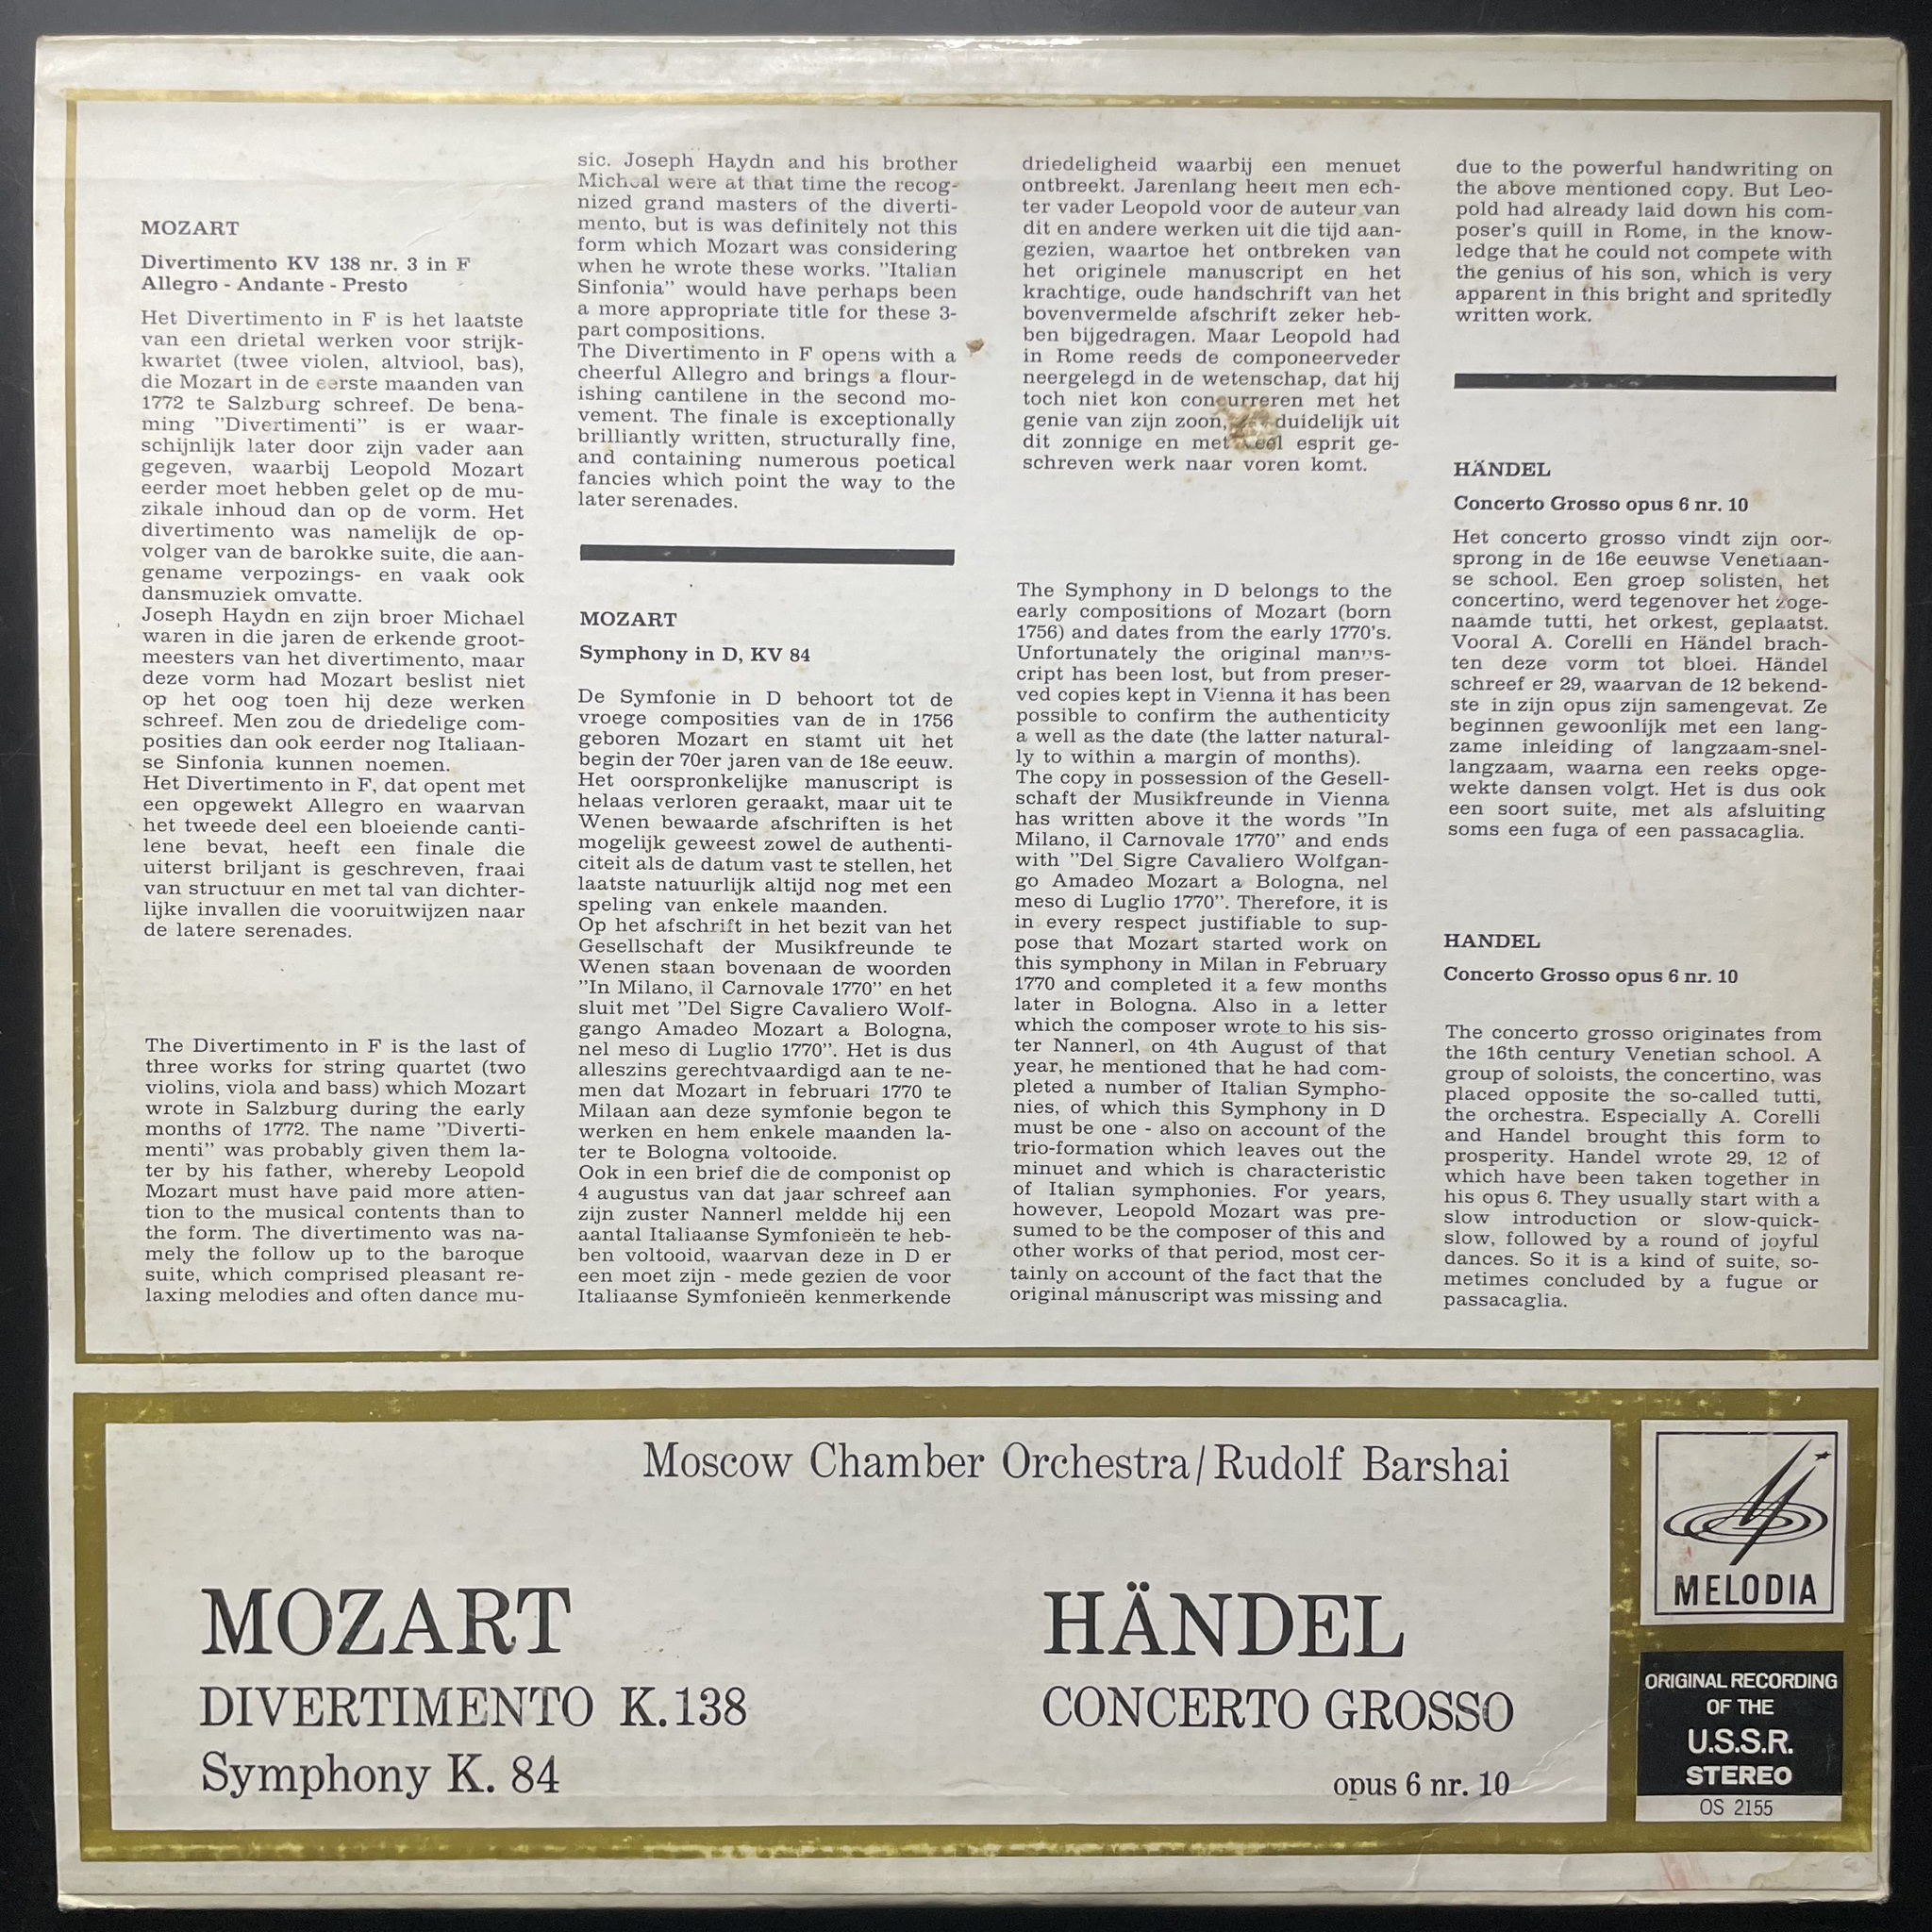 MOZART
Divertimento KV 138 nr. 3 in F
Allegro - Andante - Presto
Het Divertimento in F is het laatste
van een drietal werken voor strijk-
kwartet (twee violen, altviool, bas),
die Mozart in de eerste maanden van
1772 te Salzburg schreef. De bena-
ming "Divertimenti" is er waar-
schijnlijk later door zijn vader aan
gegeven, waarbij Leopold Mozart
eerder moet hebben gelet op de mu-
zikale inhoud dan op de vorm. Het
divertimento was namelijk de op-
volger van de barokke suite, die aan-
gename verpozings- en vaak ook
dansmuziek omvatte.
Joseph Haydn en zijn broer Michael
waren in die jaren de erkende groot-
meesters van het divertimento, maar
deze vorm had Mozart beslist niet
op het oog toen hij deze werken
schreef. Men zou de driedelige com-
posities dan ook eerder nog Italiaan-
se Sinfonia kunnen noemen.
Het Divertimento in F, dat opent met
een opgewekt Allegro en waarvan
het tweede deel een bloeiende canti-
lene bevat, heeft een finale die
uiterst briljant is geschreven, fraai
van structuur en met tal van dichter-
lijke invallen die vooruitwijzen naar
de latere serenades.
The Divertimento in F is the last of
three works for string quartet (two
violins, viola and bass) which Mozart
wrote in Salzburg during the early
months of 1772. The name "Diverti-
menti" was probably given them la-
ter by his father, whereby Leopold
Mozart must have paid more atten-
tion to the musical contents than to
the form. The divertimento was na-
mely the follow up to the baroque
suite, which comprised pleasant re-
laxing melodies and often dance mu-
sic. Joseph Haydn and his brother
Micheal were at that time the recog-
nized grand masters of the diverti-
mento, but is was definitely not this
form which Mozart was considering
when he wrote these works. "Italian
Sinfonia" would have perhaps been
a more appropriate title for these 3-
part compositions.
The Divertimento in F opens with a
cheerful Allegro and brings a flour-
ishing cantilene in the second mo-
vement. The finale is exceptionally
brilliantly written, structurally fine,
and containing numerous poetical
fancies which point the way to the
later serenades.
MOZART
Symphony in D, KV 84
De Symfonie in D behoort tot de
vroege composities van de in 1756
geboren Mozart en stamt uit het
begin der 70er jaren van de 18e eeuw.
Het oorspronkelijke manuscript is
helaas verloren geraakt, maar uit te
Wenen bewaarde afschriften is het
mogelijk geweest zowel de authenti-
citeit als de datum vast te stellen, het
laatste natuurlijk altijd nog met een
speling van enkele maanden.
Op het afschrift in het bezit van het
Gesellschaft der Musikfreunde te
Wenen staan bovenaan de woorden
"In Milano, il Carnovale 1770" en het
sluit met "Del Sigre Cavaliero Wolf-
gango Amadeo Mozart a Bologna,
nel meso di Luglio 1770". Het is dus
alleszins gerechtvaardigd aan te ne-
men dat Mozart in februari 1770 te
Milaan aan deze symfonie begon te
werken en hem enkele maanden la-
ter te Bologna voltooide.
Ook in een brief die de componist op
4 augustus van dat jaar schreef aan
zijn zuster Nannerl meldde hij een
aantal Italiaanse Symfonieën te heb-
ben voltooid, waarvan deze in D er
een moet zijn - mede gezien de voor
Italiaanse Symfonieën kenmerkende
driedeligheid waarbij een menuet
ontbreekt. Jarenlang heeft men ech-
ter vader Leopold voor de auteur van
dit en andere werken uit die tijd aan-
gezien, waartoe het ontbreken van
het originele manuscript en het
krachtige, oude handschrift van het
bovenvermelde afschrift zeker heb-
ben bijgedragen. Maar Leopold had
in Rome reeds de componeerveder
neergelegd in de wetenschap, dat hij
toch niet kon concurreren met het
genie van zijn zoon, duidelijk uit
dit zonnige en met veel esprit ge-
schreven werk naar voren komt.
The Symphony in D belongs to the
early compositions of Mozart (born
1756) and dates from the early 1770's.
Unfortunately the original manus-
cript has been lost, but from preser-
ved copies kept in Vienna it has been
possible to confirm the authenticity
a well as the date (the latter natural-
ly to within a margin of months).
The copy in possession of the Gesell-
schaft der Musikfreunde in Vienna
has written above it the words "In
Milano, il Carnovale 1770" and ends
with "Del Sigre Cavaliero Wolfgan-
go Amadeo Mozart a Bologna, nel
meso di Luglio 1770". Therefore, it is
in every respect justifiable to sup-
pose that Mozart started work on
this symphony in Milan in February
1770 and completed it a few months
later in Bologna. Also in a letter
which the composer wrote to his sis-
ter Nannerl, on 4th August of that
year, he mentioned that he had com-
pleted a number of Italian Sympho-
nies, of which this Symphony in D
must be one - also on account of the
trio-formation which leaves out the
minuet and which is characteristic
of Italian symphonies. For years,
however, Leopold Mozart was pre-
sumed to be the composer of this and
other works of that period, most cer-
tainly on account of the fact that the
original manuscript was missing and
due to the powerful handwriting on
the above mentioned copy. But Leo-
pold had already laid down his com-
poser's quill in Rome, in the know-
ledge that he could not compete with
the genius of his son, which is very
apparent in this bright and spritedly
written work.
HÄNDEL
Concerto Grosso opus 6 nr. 10
Het concerto grosso vindt zijn oor-
sprong in de 16e eeuwse Venetiaan-
se school. Een groep solisten, het
concertino, werd tegenover het zoge-
naamde tutti, het orkest, geplaatst.
Vooral A. Corelli en Händel brach-
ten deze vorm tot bloei. Händel
schreef er 29, waarvan de 12 bekend-
ste in zijn opus zijn samengevat. Ze
beginnen gewoonlijk met een lang-
zame inleiding of langzaam-snel-
langzaam, waarna een reeks opge-
wekte dansen volgt. Het is dus ook
een soort suite, met als afsluiting
soms een fuga of een passacaglia.
HANDEL
Concerto Grosso opus 6 nr. 10
The concerto grosso originates from
the 16th century Venetian school. A
group of soloists, the concertino, was
placed opposite the so-called tutti,
the orchestra. Especially A. Corelli
and Handel brought this form to
prosperity. Handel wrote 29, 12 of
which have been taken together in
his opus 6. They usually start with a
slow introduction or slow-quick-
slow, followed by a round of joyful
dances. So it is a kind of suite, so-
metimes concluded by a fugue or
passacaglia.
Moscow Chamber Orchestra/Rudolf Barshai
MOZART
DIVERTIMENTO K.138
Symphony K. 84
HÄNDEL
CONCERTO GROSSO
opus 6 nr. 10
MELODIA
ORIGINAL RECORDING
OF THE
U.S.S.R.
STEREO
OS 2155